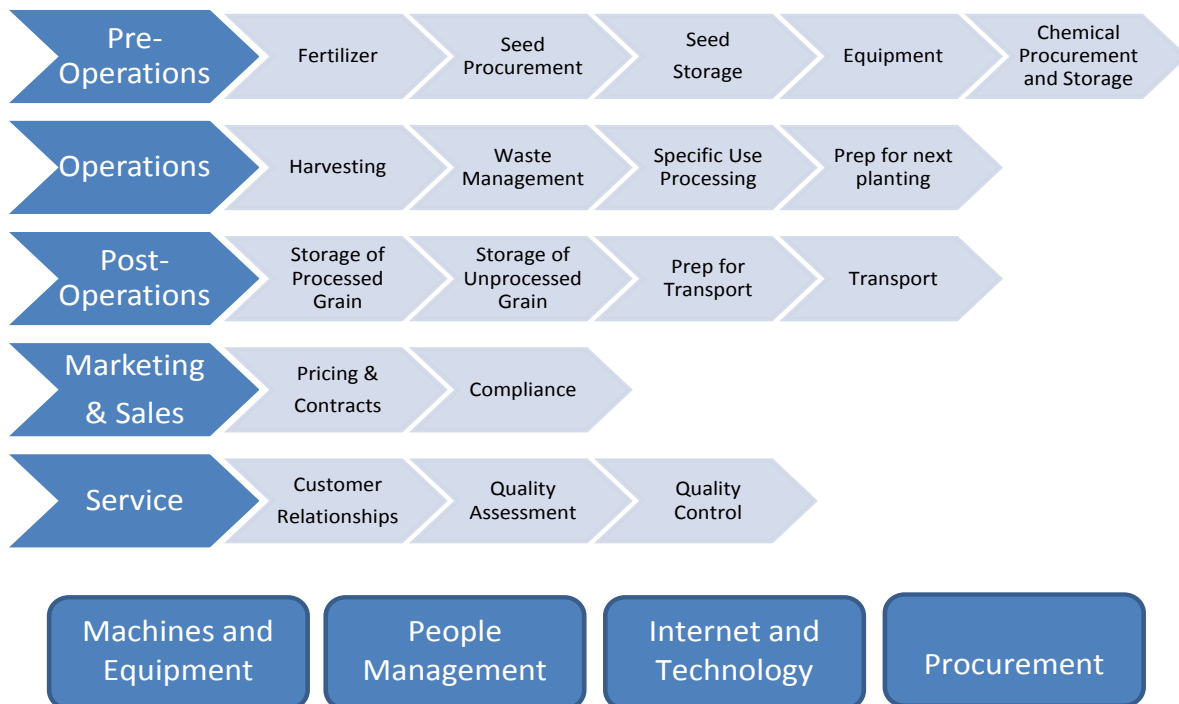 Pre-
Operations
Fertilizer
Seed
Procurement
Seed
Storage
Equipment
Chemical
Procurement
and Storage
Operations
Harvesting
Waste
Management
Specific Use
Processing
Prep for next
planting
Post-
Operations
Storage of
Processed
Grain
Storage of
Unprocessed
Grain
Prep for
Transport
Transport
Marketing
& Sales
Pricing &
Contracts
Compliance
Service
Customer
Relationships
Quality
Assessment
Quality
Control
Machines and
Equipment
People
Management
Internet and
Technology
Procurement